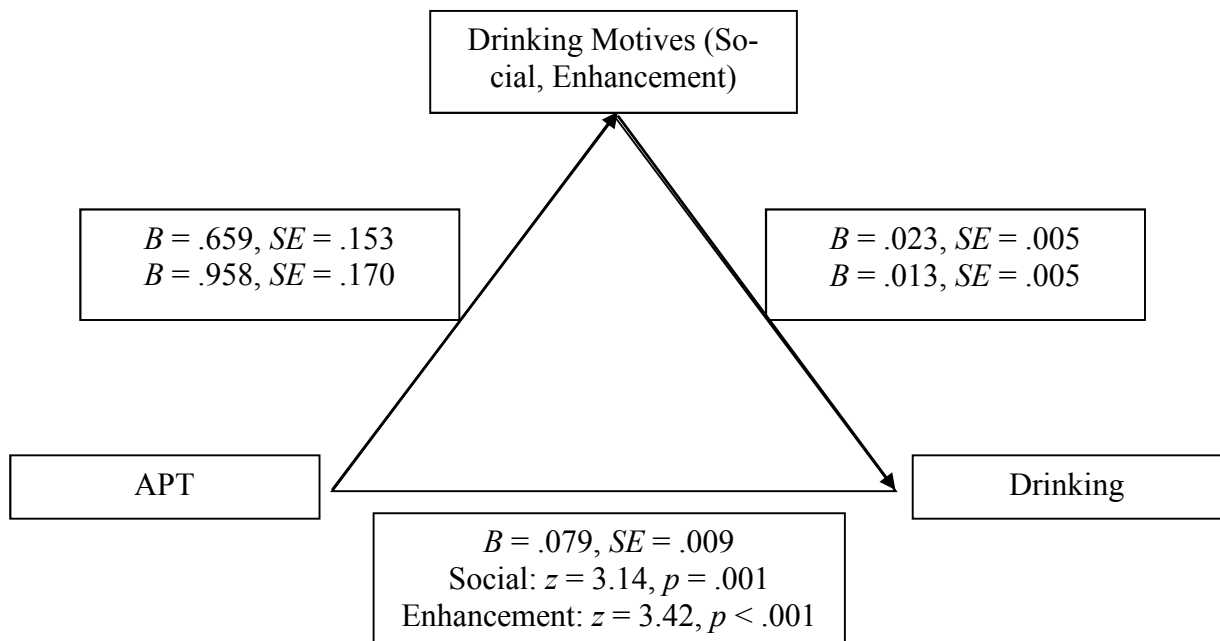 Drinking Motives (So-
cial, Enhancement)
B = .659, SE = .153
B = .958, SE = .170
B = .023, SE = .005
B = .013, SE = .005
APT
Drinking
B = .079, SE = .009
Social: z = 3.14, p = .001
Enhancement: z = 3.42, p < .001